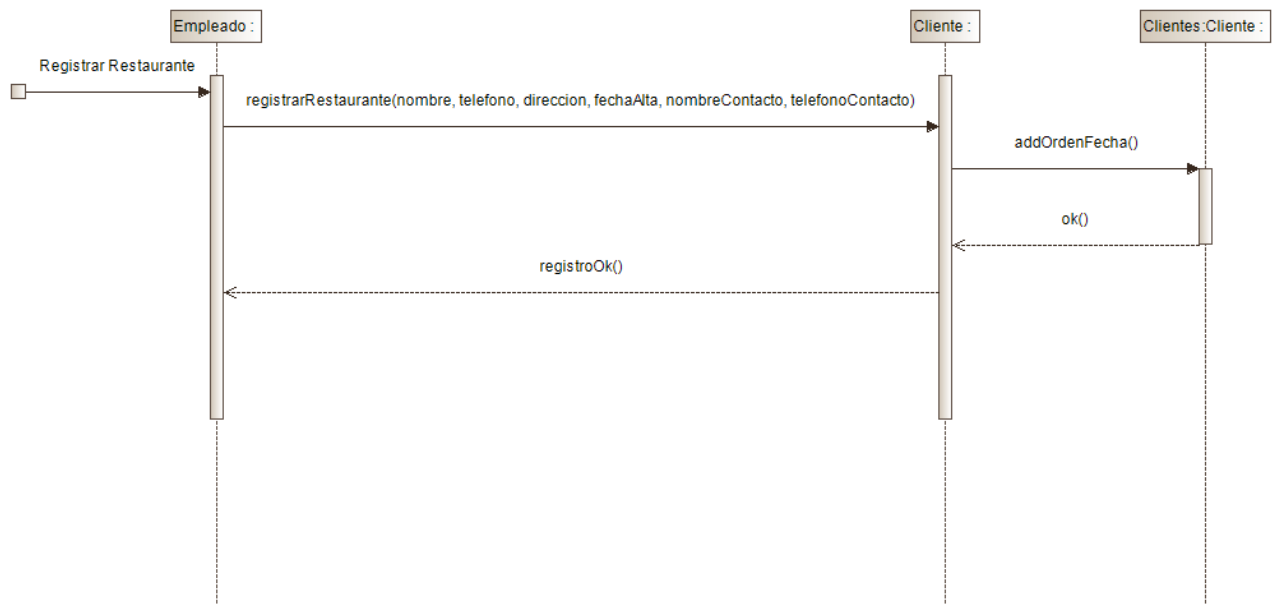 Empleado :
Cliente :
Clientes:Cliente :
Registrar Restaurante
registrarRestaurante(nombre, telefono, direccion, fechaAlta, nombreContacto, telefonoContacto)
addOrdenFecha()
ok()
registroOk()